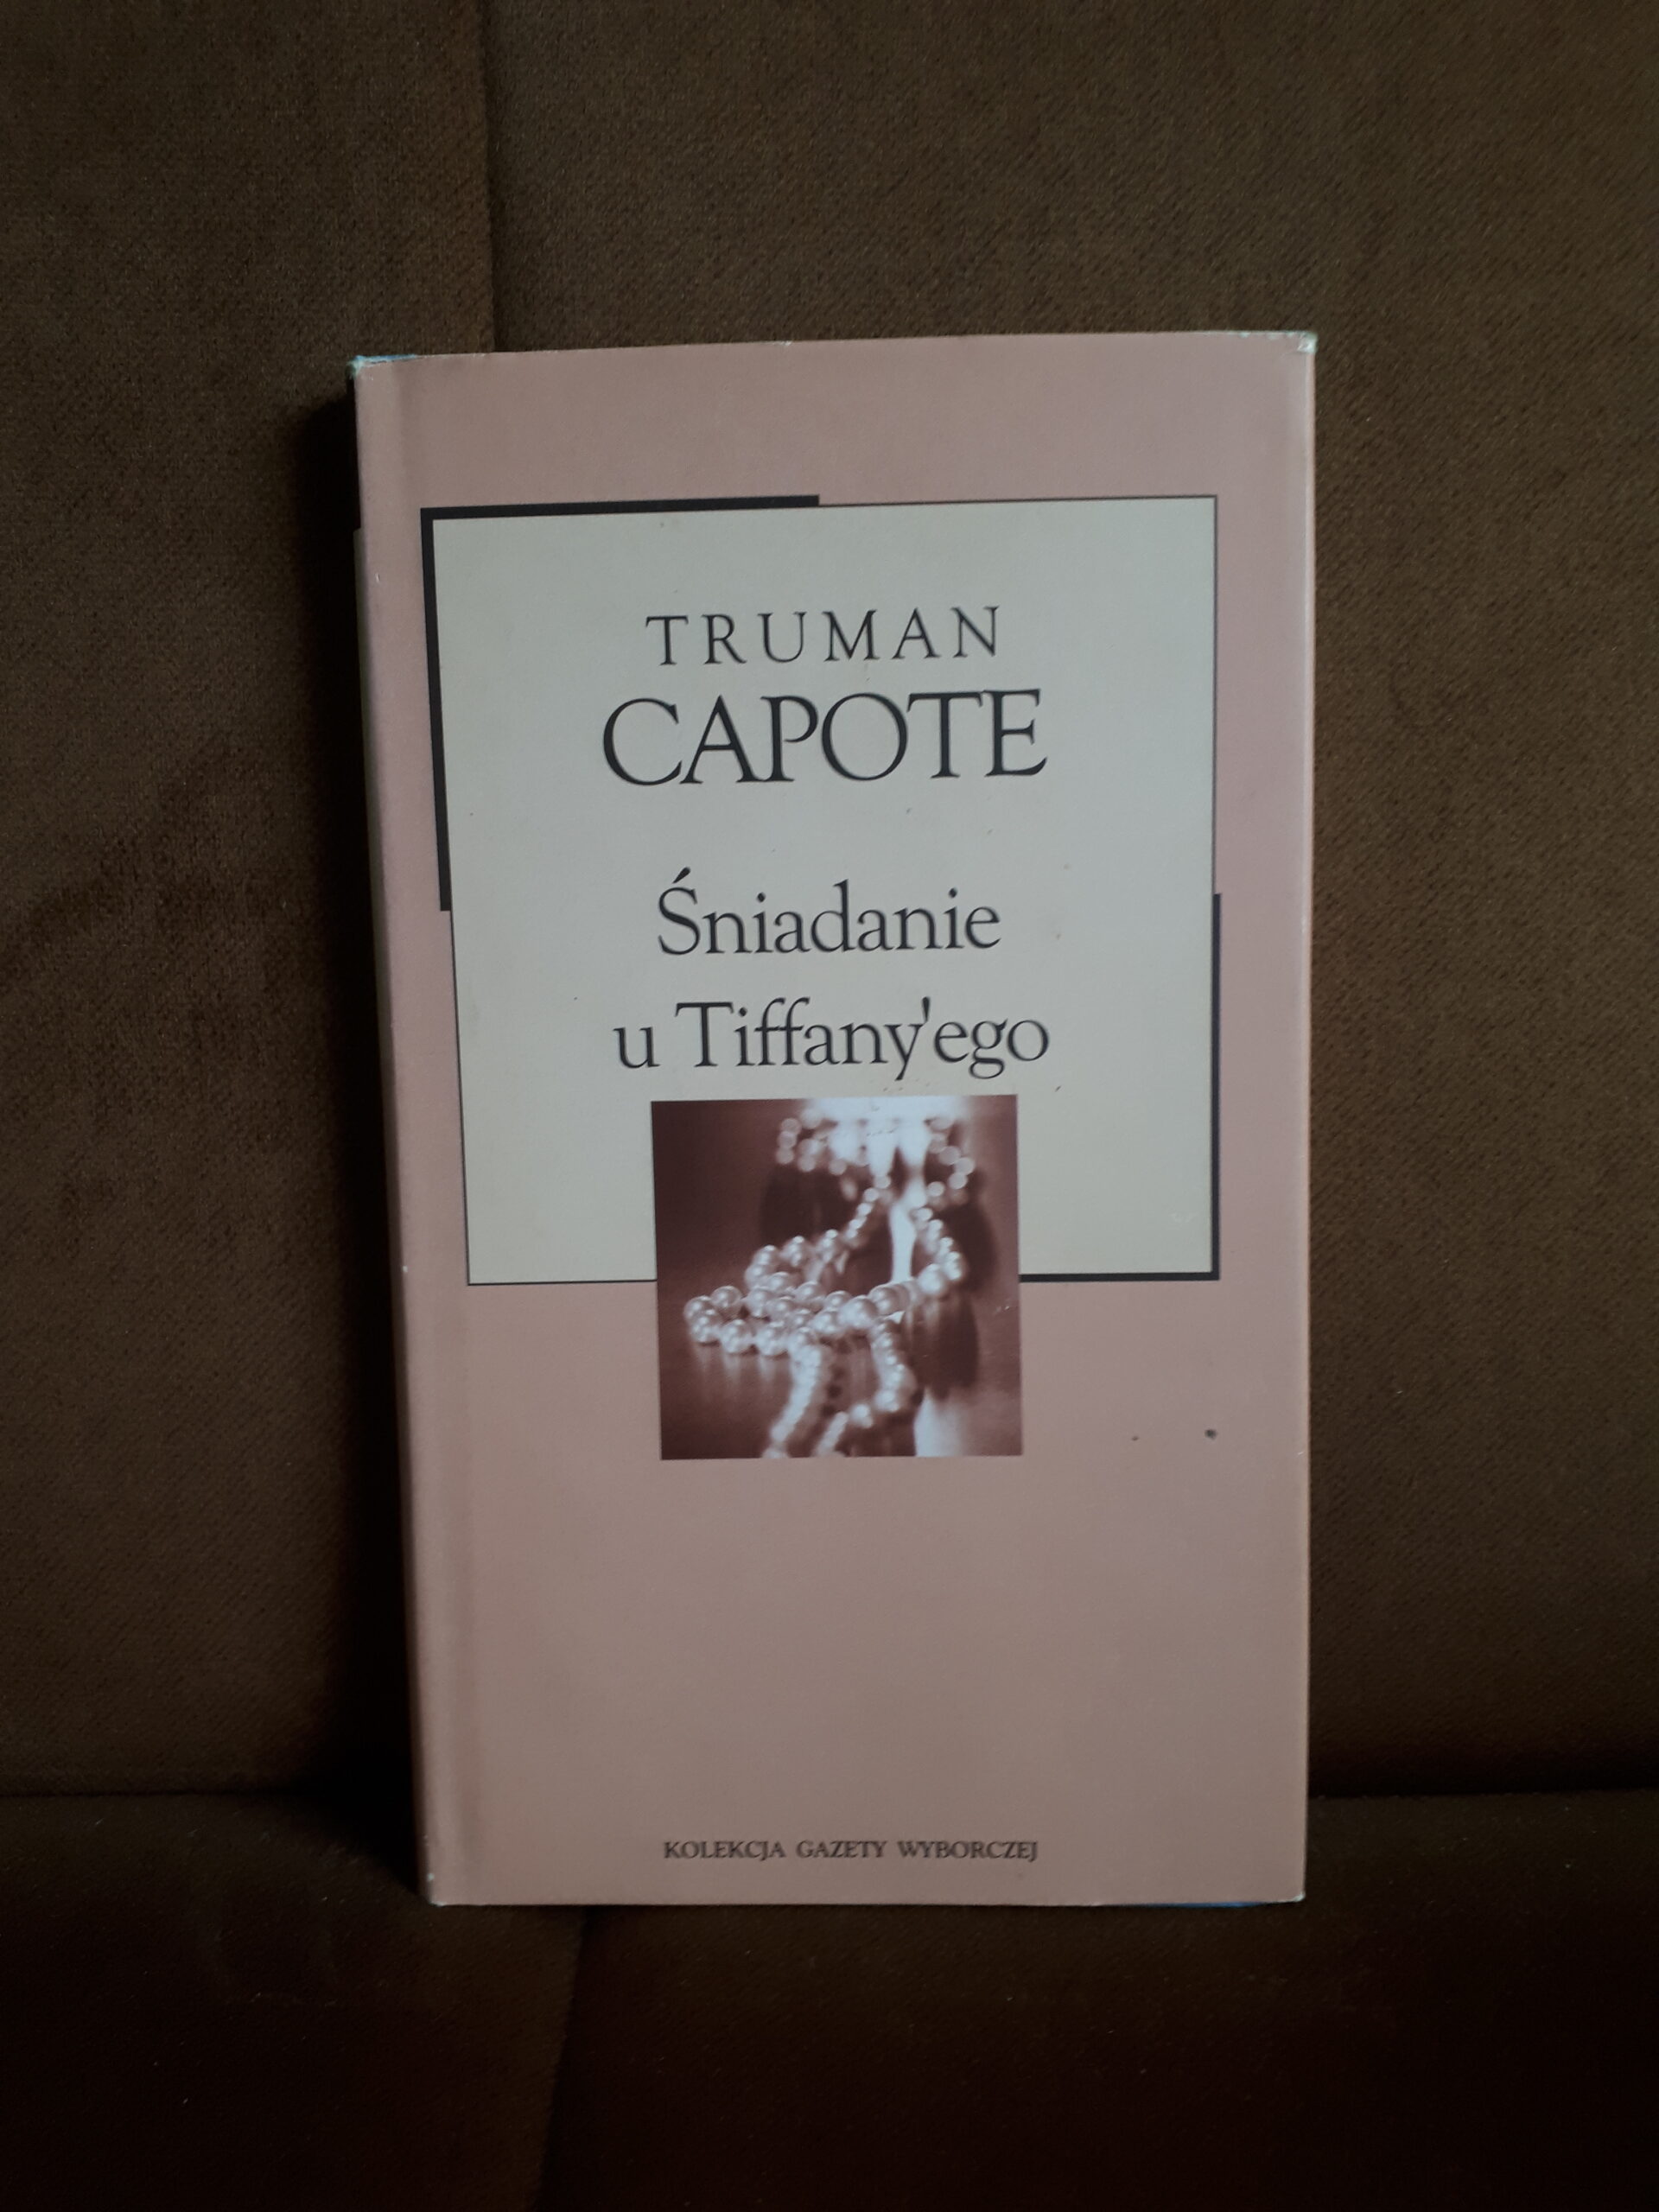 TRUMAN
CAPOTE
Śniadanie
u Tiffany'ego
KOLEKCJA GAZETY WYBORCZEJ